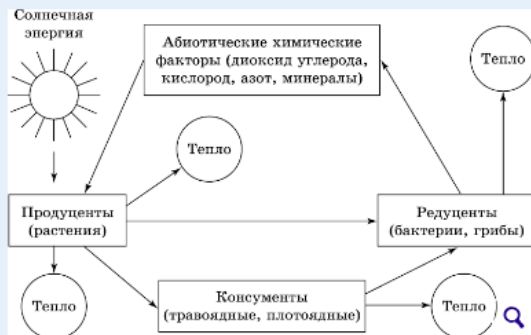 Солнечная
энергия
Абиотические химические
факторы (диоксид углерода,
кислород, азот, минералы)
Тепло
Тепло
Продуценты
(растения)
Редуценты
(бактерии, грибы)
Тепло
Консументы
(травоядные, плотоядные)
Тепло